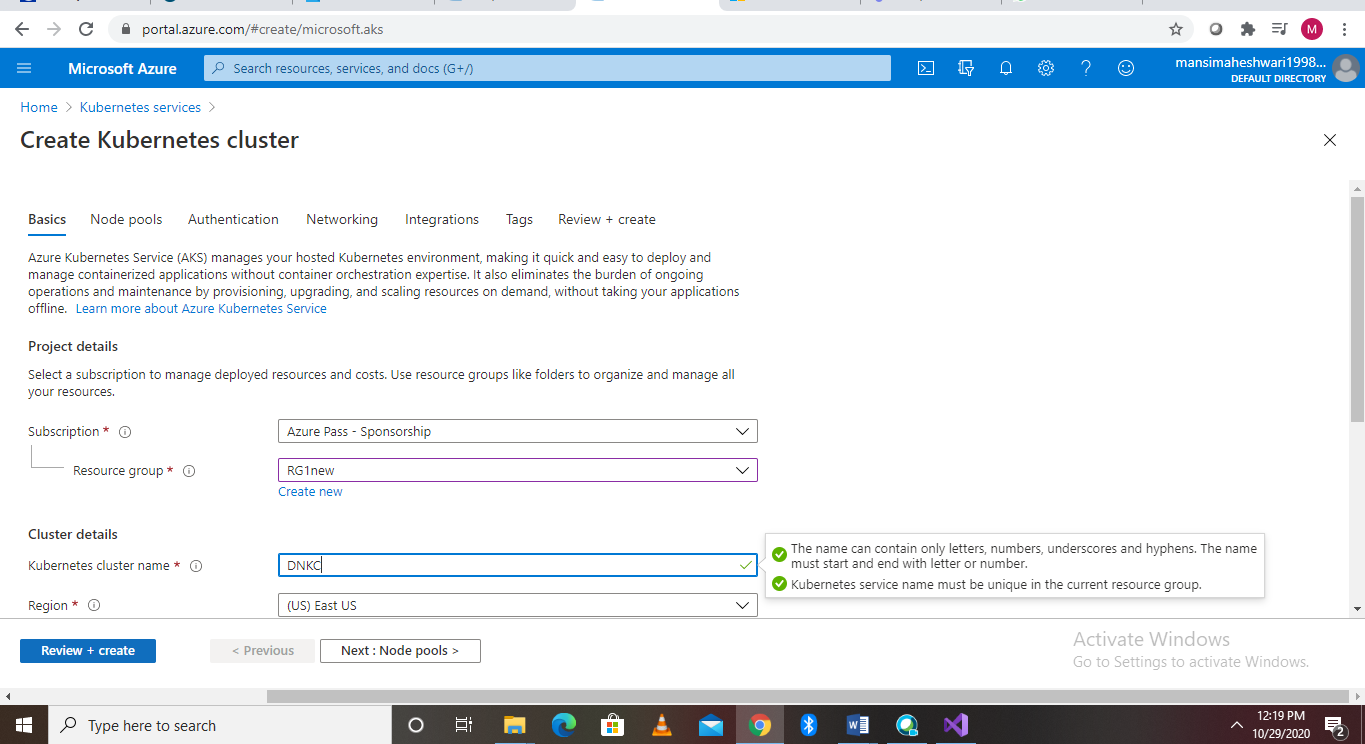 portal.azure.com/#create/microsoft.aks
M
Microsoft Azure
Search resources, services, and docs (G+/)
mansimaheshwari1998...
DEFAULT DIRECTORY
Home > Kubernetes services >
Create Kubernetes cluster
Basics Node pools Authentication Networking Integrations Tags Review + create
Azure Kubernetes Service (AKS) manages your hosted Kubernetes environment, making it quick and easy to deploy and
manage containerized applications without container orchestration expertise. It also eliminates the burden of ongoing
operations and maintenance by provisioning, upgrading, and scaling resources on demand, without taking your applications
offline. Learn more about Azure Kubernetes Service
Project details
Select a subscription to manage deployed resources and costs. Use resource groups like folders to organize and manage all
your resources.
Subscription *
Azure Pass - Sponsorship
Resource group *
RG1new
Create new
Cluster details
Kubernetes cluster name *
DNKC
The name can contain only letters, numbers, underscores and hyphens. The name
must start and end with letter or number.
Kubernetes service name must be unique in the current resource group.
Region *
(US) East US
Review + create
< Previous
Next : Node pools >
Activate Windows
Go to Settings to activate Windows.
Type here to search
12:19 PM
10/29/2020
2